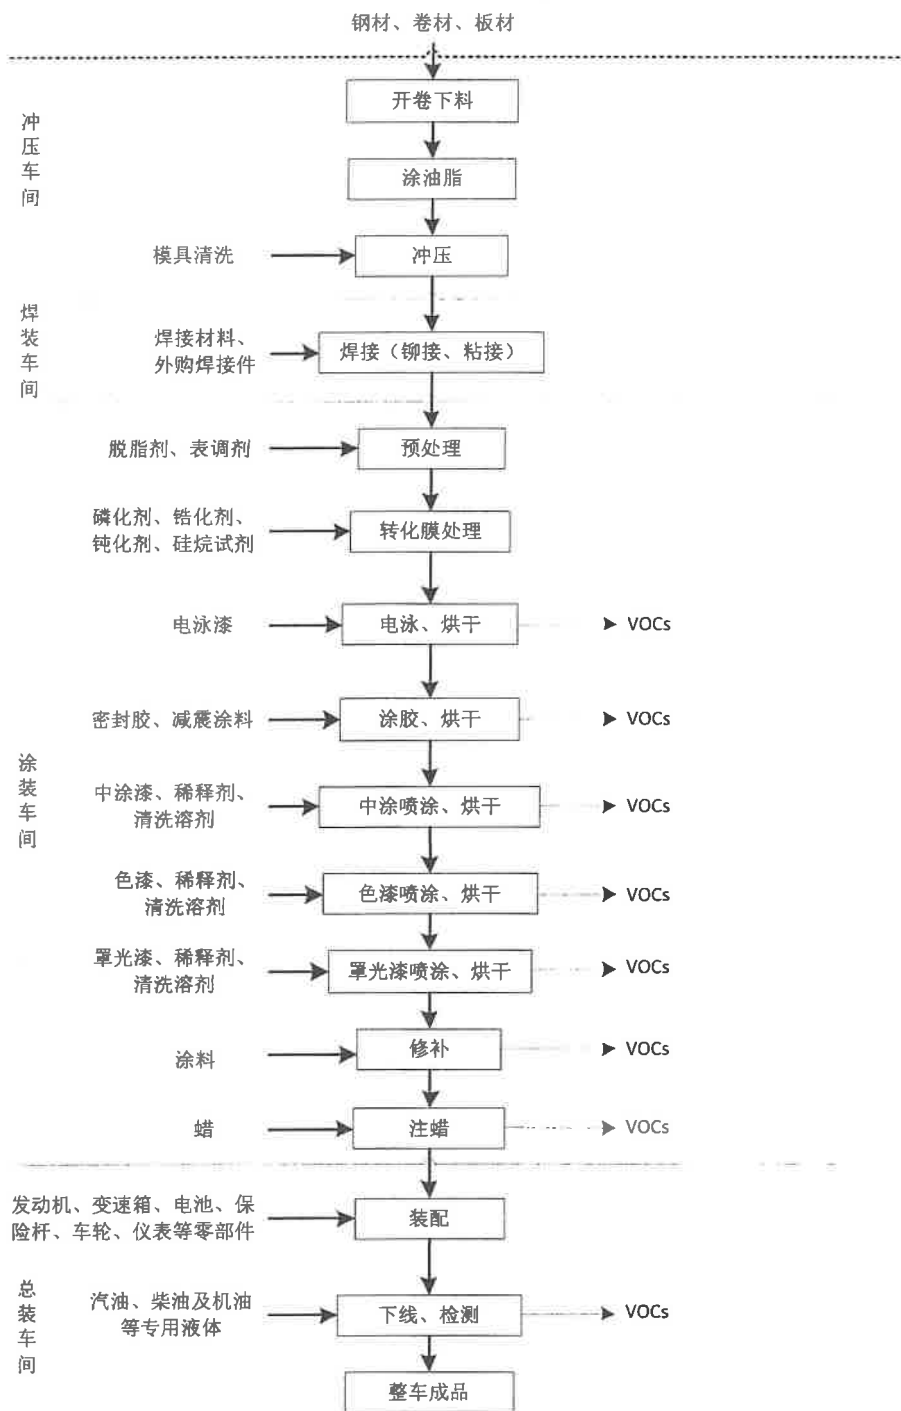 钢材、卷材、板材
冲压车间
开卷下料
涂油脂
模具清洗
冲压
焊装车间
焊接材料、
外购焊接件
焊接（铆接、粘接）
脱脂剂、表调剂
预处理
磷化剂、锆化剂、
钝化剂、硅烷试剂
转化膜处理
电泳漆
电泳、烘干
VOCs
密封胶、减震涂料
涂胶、烘干
VOCs
涂装车间
中涂漆、稀释剂、
清洗溶剂
中涂喷涂、烘干
VOCs
色漆、稀释剂、
清洗溶剂
色漆喷涂、烘干
VOCs
罩光漆、稀释剂、
清洗溶剂
罩光漆喷涂、烘干
VOCs
涂料
修补
VOCs
蜡
注蜡
VOCs
发动机、变速箱、电池、保
险杆、车轮、仪表等零部件
装配
总装车间
汽油、柴油及机油
等专用液体
下线、检测
VOCs
整车成品